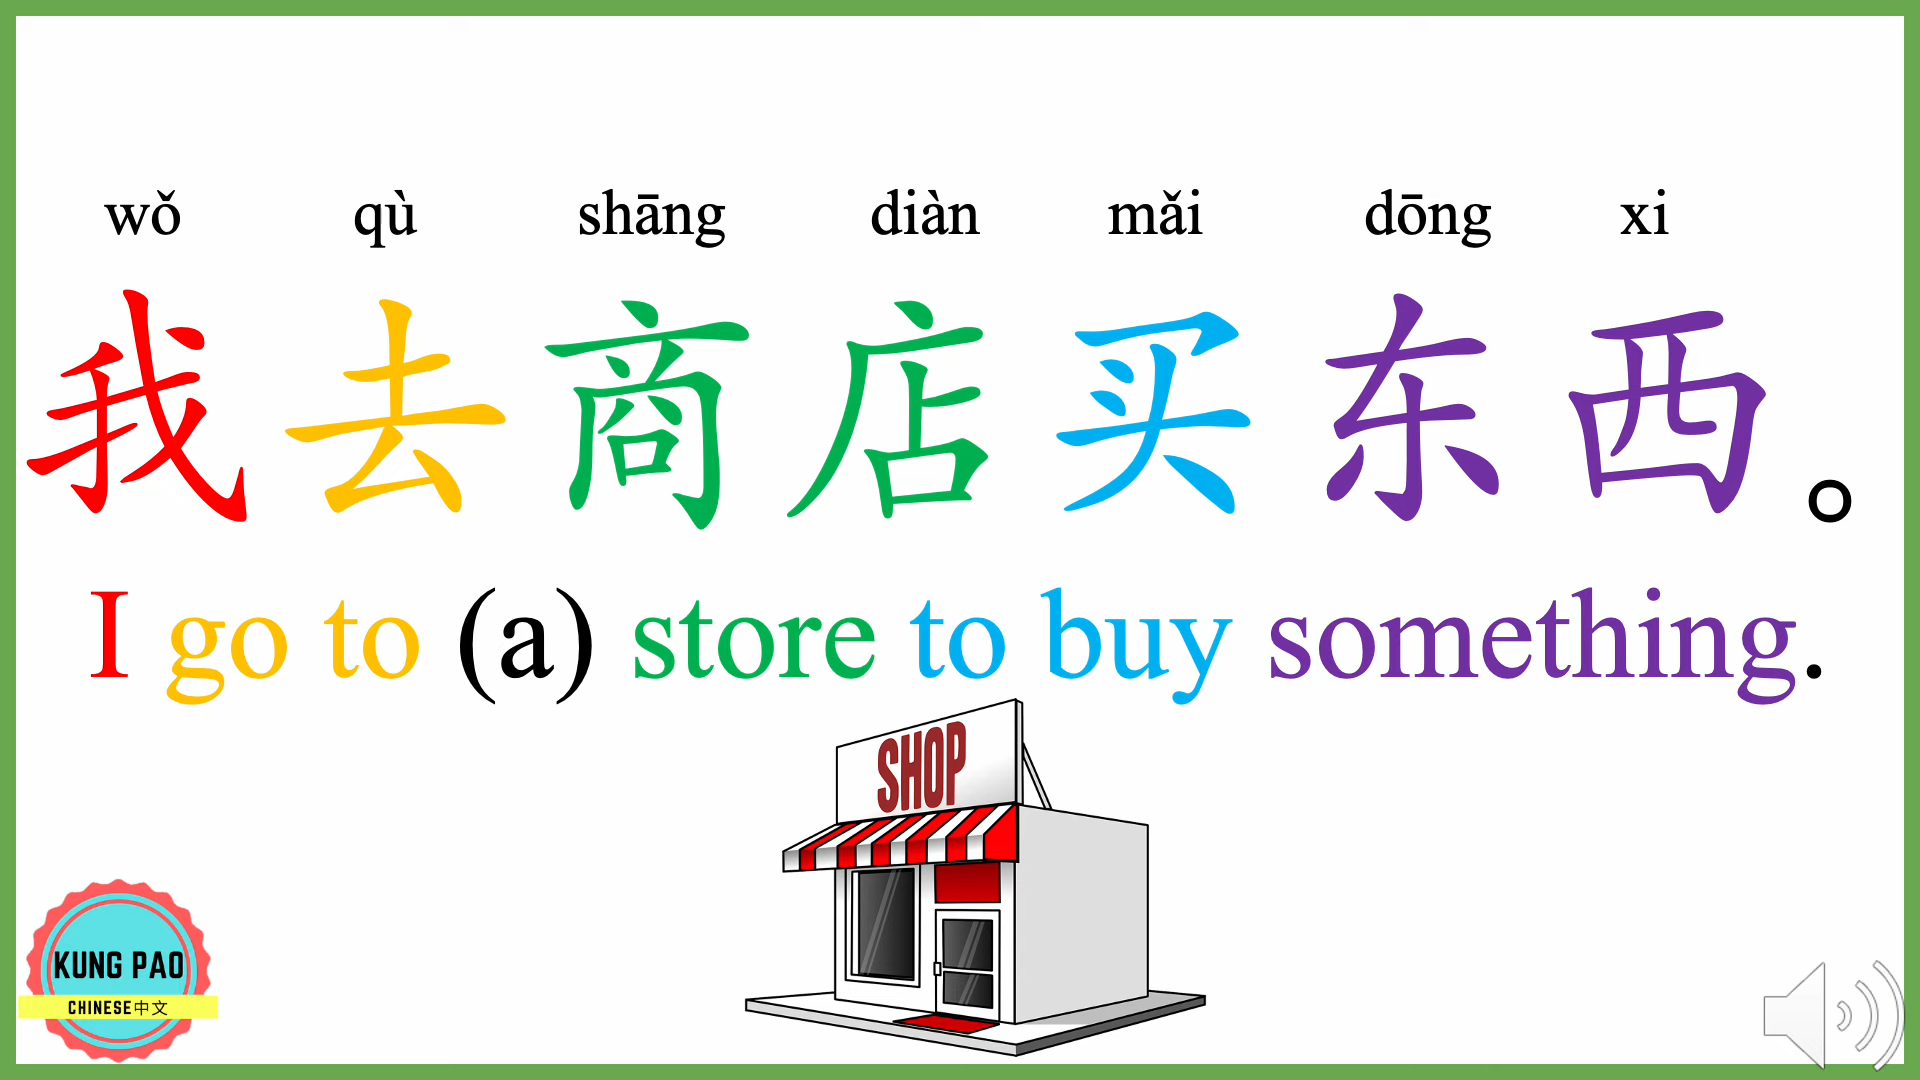 wǒ qù shāng diàn mǎi dōng xi
我去商店买东西。
I go to (a) store to buy something.
SHOP
KUNG PAO
CHINESE中文